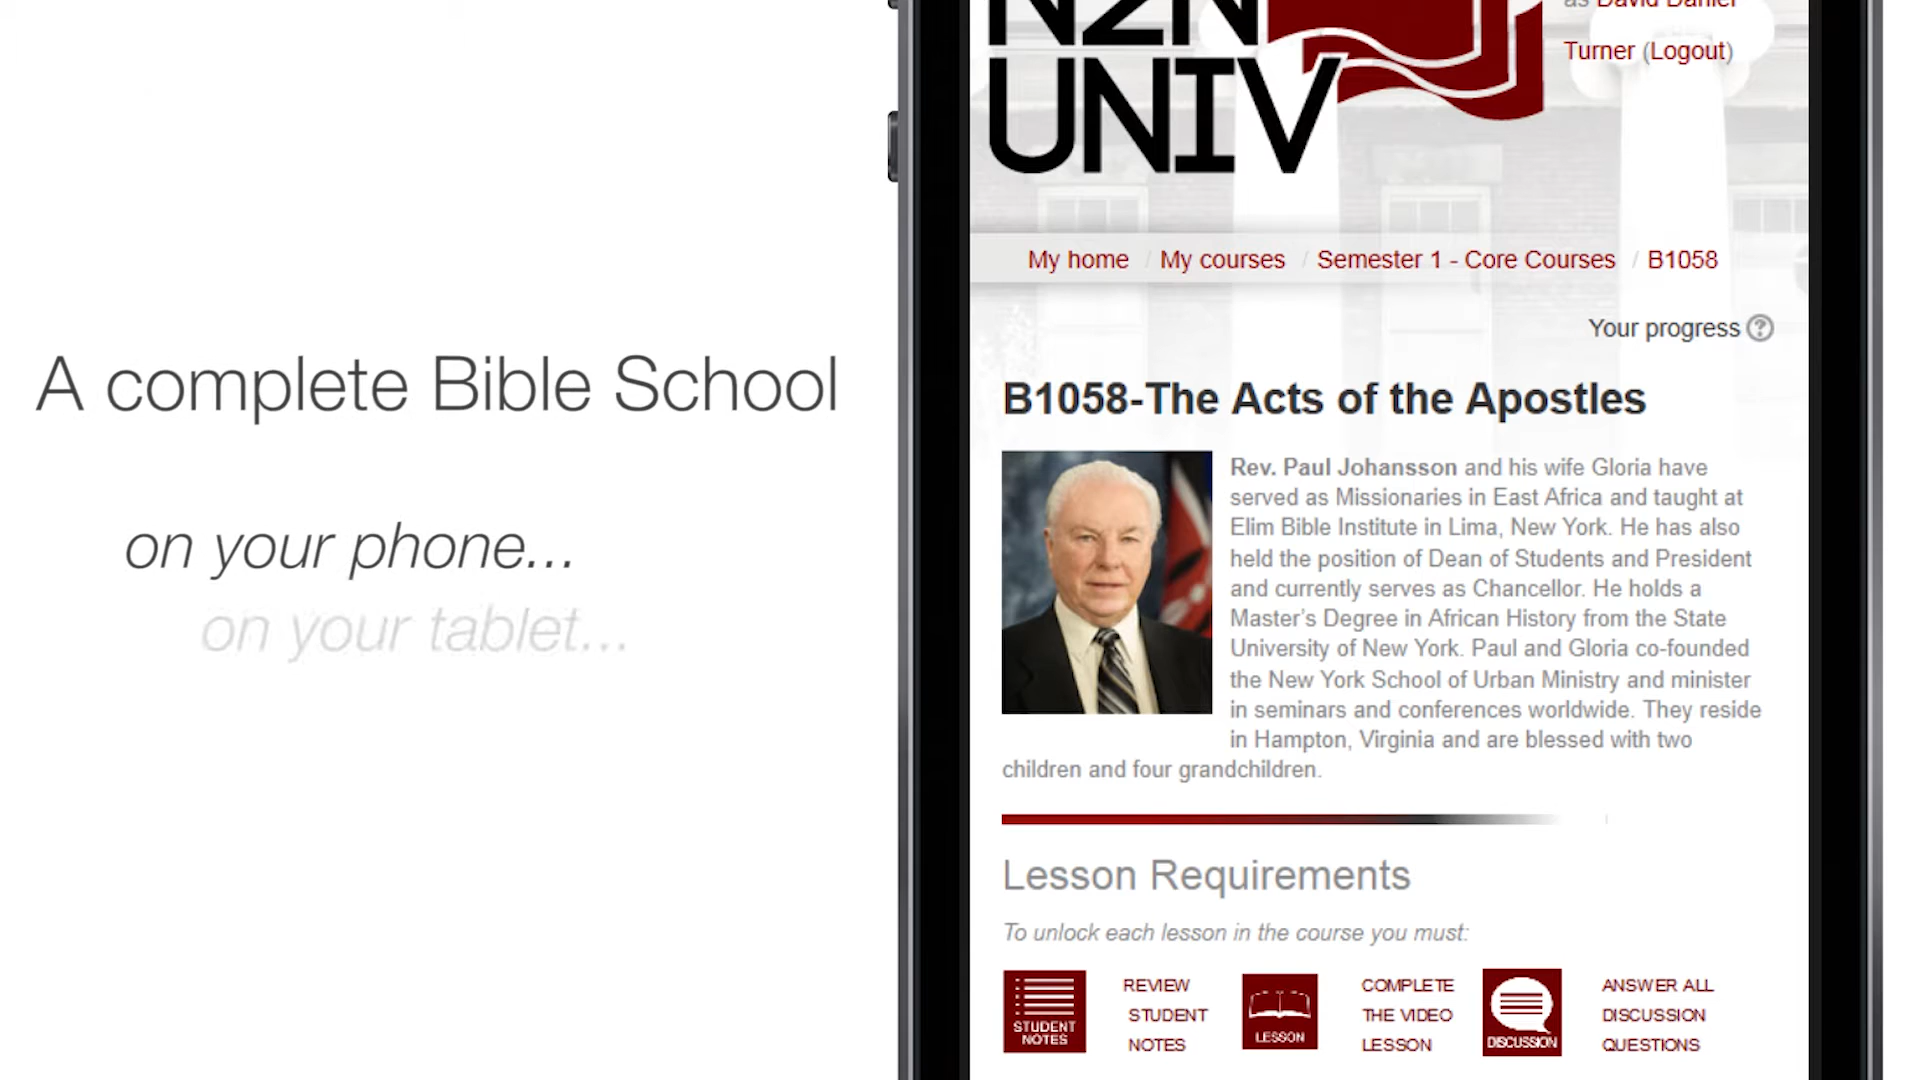 A complete Bible School
on your phone...
on your tablet...
N2N
UNIV
as David Daniel
Turner (Logout)
My home / My courses / Semester 1 - Core Courses / B1058
Your progress
B1058-The Acts of the Apostles
Rev. Paul Johansson and his wife Gloria have
served as Missionaries in East Africa and taught at
Elim Bible Institute in Lima, New York. He has also
held the position of Dean of Students and President
and currently serves as Chancellor. He holds a
Master’s Degree in African History from the State
University of New York. Paul and Gloria co-founded
the New York School of Urban Ministry and minister
in seminars and conferences worldwide. They reside
in Hampton, Virginia and are blessed with two
children and four grandchildren.
Lesson Requirements
To unlock each lesson in the course you must:
STUDENT
NOTES
REVIEW
STUDENT
NOTES
LESSON
COMPLETE
THE VIDEO
LESSON
DISCUSSION
ANSWER ALL
DISCUSSION
QUESTIONS